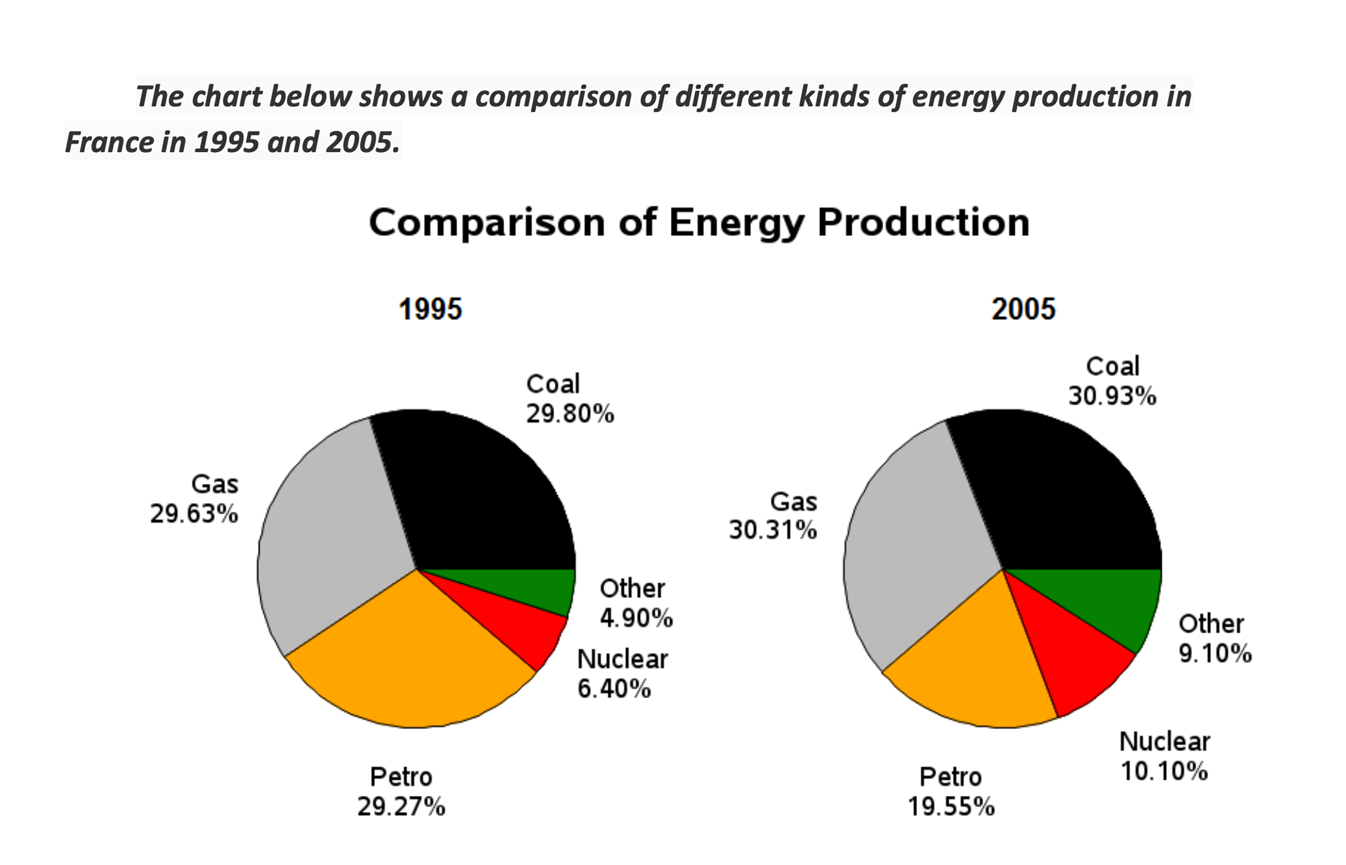 The chart below shows a comparison of different kinds of energy production in
France in 1995 and 2005.
Comparison of Energy Production
1995
Coal
29.80%
Gas
29.63%
Other
4.90%
Nuclear
6.40%
Petro
29.27%
2005
Coal
30.93%
Gas
30.31%
Other
9.10%
Nuclear
10.10%
Petro
19.55%